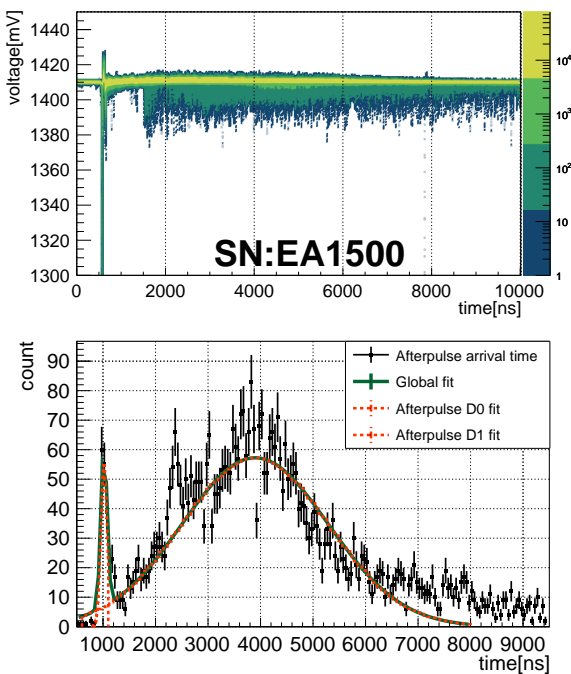 voltage[mV]
1440
1420
1400
1380
1360
1340
1320
1300
SN:EA1500
0 2000 4000 6000 8000 10000
time[ns]
10⁴
10³
10²
10
1
count
90
80
70
60
50
40
30
20
10
0
Afterpulse arrival time
Global fit
Afterpulse D0 fit
Afterpulse D1 fit
1000 2000 3000 4000 5000 6000 7000 8000 9000
time[ns]